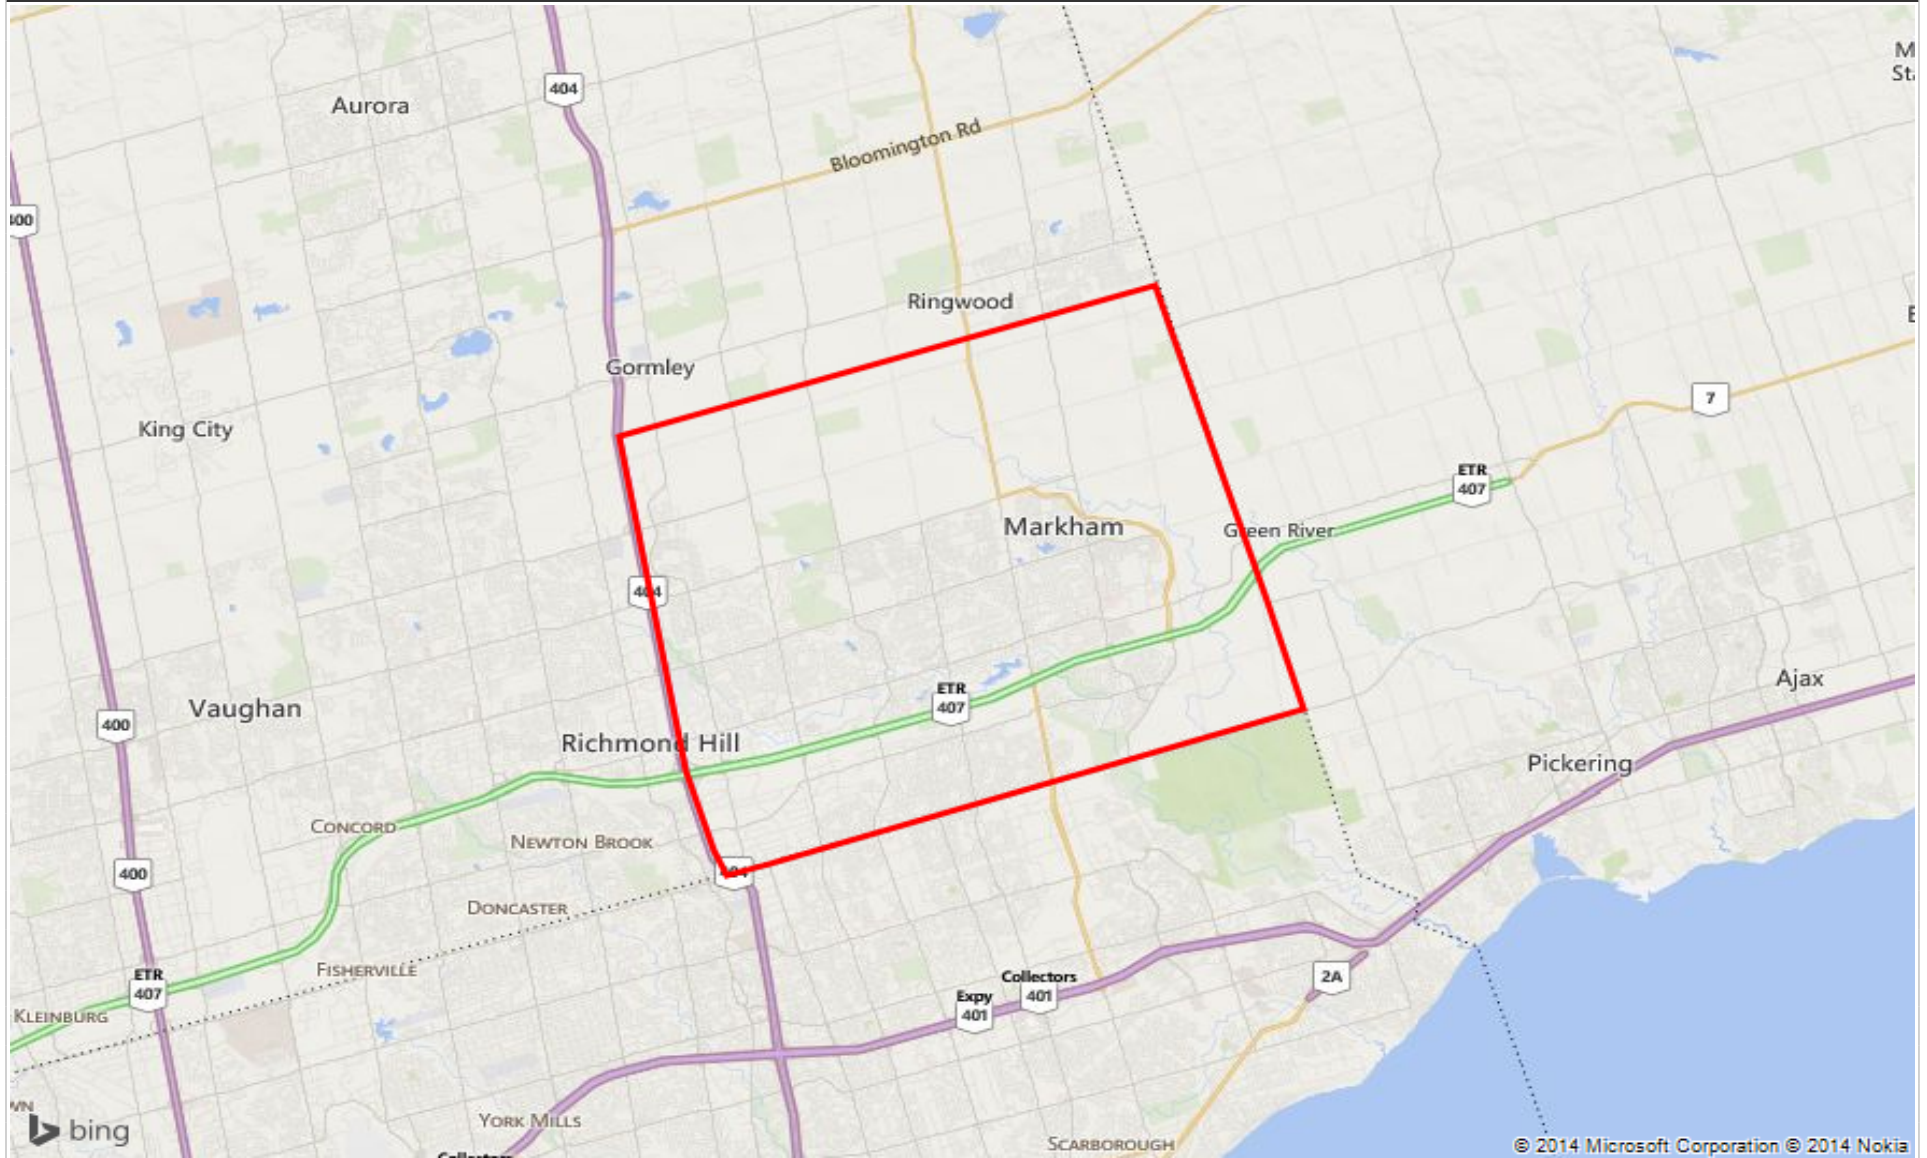 404
Aurora
Bloomington Rd
400
Ringwood
Gormley
7
King City
ETR
407
Markham
Green River
404
Ajax
Vaughan
ETR
407
400
Richmond Hill
Pickering
CONCORD
NEWTON BROOK
400
404
DONCASTER
FISHERVILLE
ETR
407
Collectors
401
2A
Expy
401
KLEINBURG
YORK MILLS
bing
SCARBOROUGH
© 2014 Microsoft Corporation © 2014 Nokia